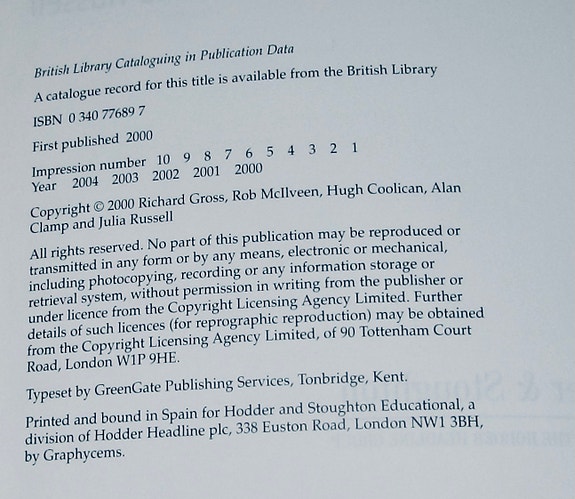 British Library Cataloguing in Publication Data
A catalogue record for this title is available from the British Library
ISBN 0 340 77689 7
First published 2000
Impression number 10 9 8 7 6 5 4 3 2 1
Year 2004 2003 2002 2001 2000
Copyright © 2000 Richard Gross, Rob McIlveen, Hugh Coolican, Alan
Clamp and Julia Russell
All rights reserved. No part of this publication may be reproduced or
transmitted in any form or by any means, electronic or mechanical,
including photocopying, recording or any information storage or
retrieval system, without permission in writing from the publisher or
under licence from the Copyright Licensing Agency Limited. Further
details of such licences (for reprographic reproduction) may be obtained
from the Copyright Licensing Agency Limited, of 90 Tottenham Court
Road, London W1P 9HE.
Typeset by GreenGate Publishing Services, Tonbridge, Kent.
Printed and bound in Spain for Hodder and Stoughton Educational, a
division of Hodder Headline plc, 338 Euston Road, London NW1 3BH,
by Graphycems.